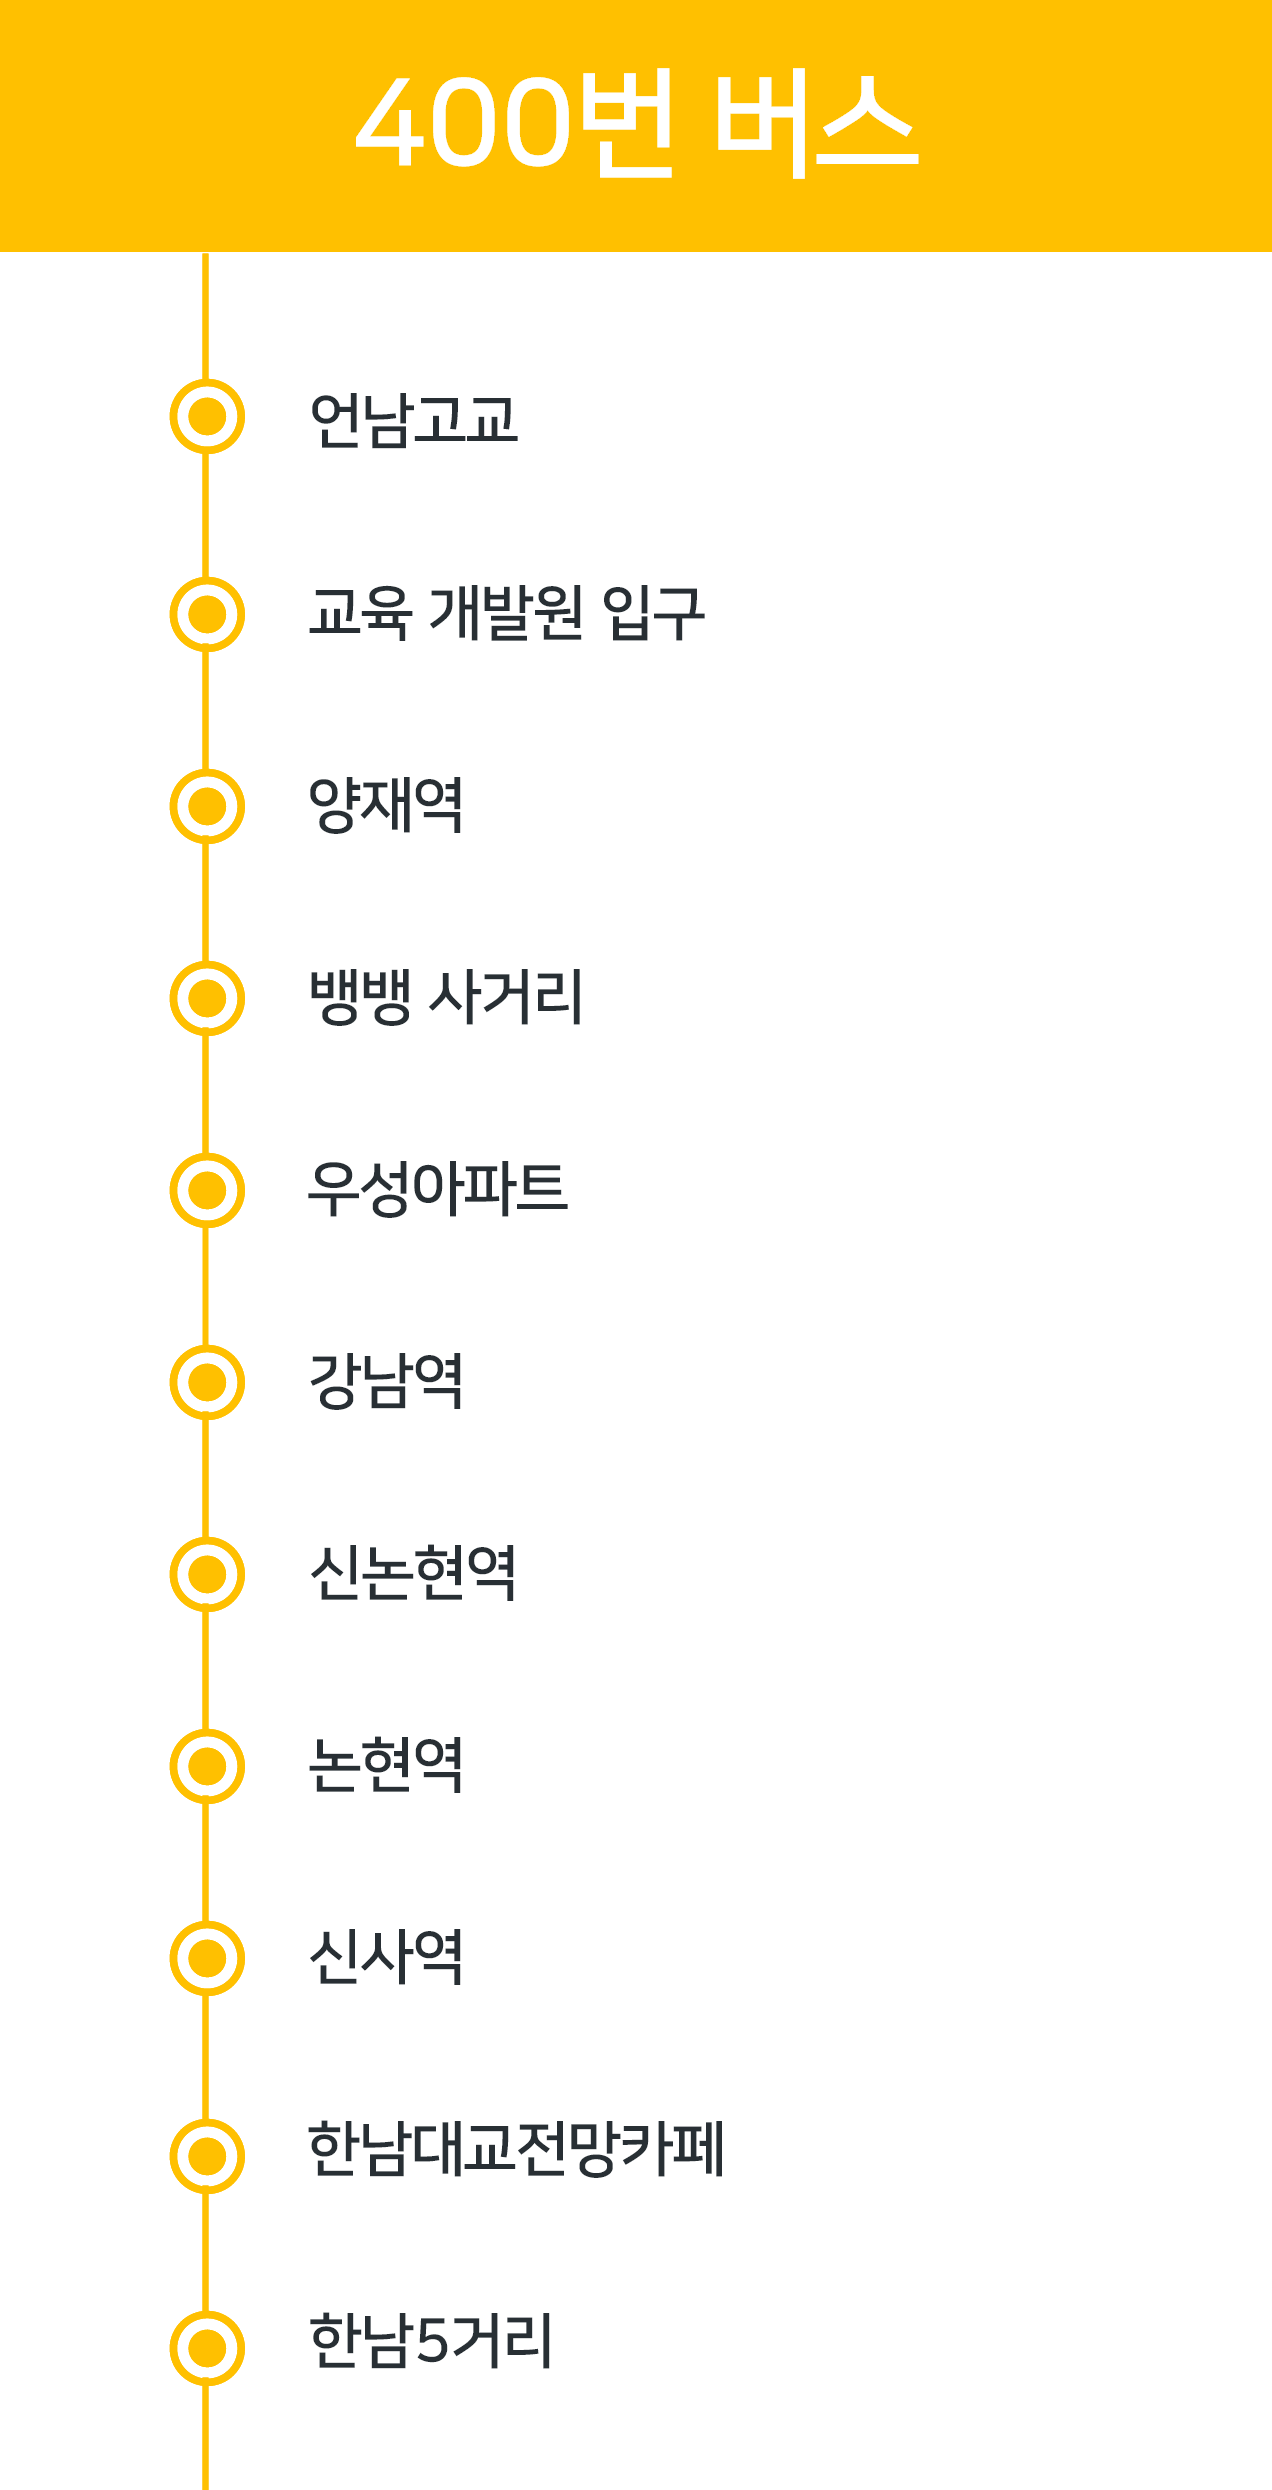 400번 버스
언남고교
교육 개발원 입구
양재역
뱅뱅 사거리
우성아파트
강남역
신논현역
논현역
신사역
한남대교전망카페
한남5거리